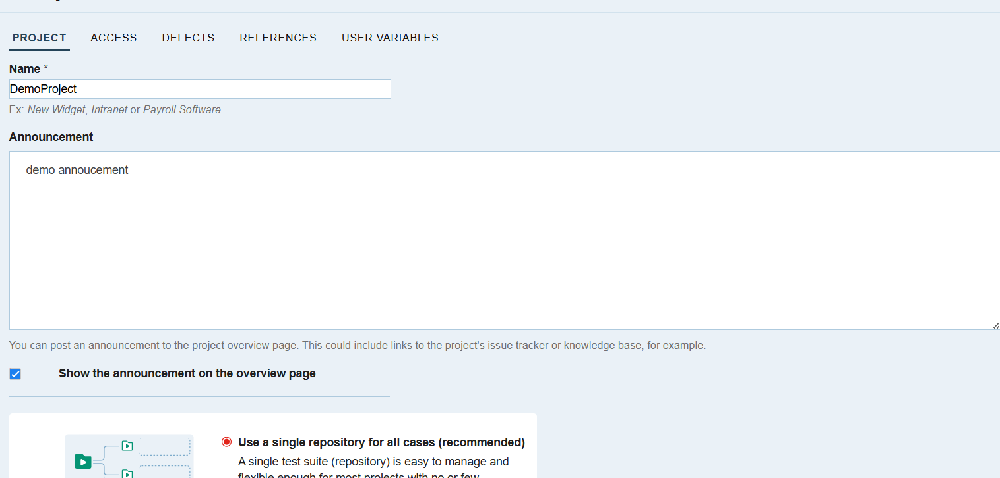 PROJECT ACCESS DEFECTS REFERENCES USER VARIABLES
Name *
DemoProject
Ex: New Widget, Intranet or Payroll Software
Announcement
demo annoucement
You can post an announcement to the project overview page. This could include links to the project's issue tracker or knowledge base, for example.
Show the announcement on the overview page
Use a single repository for all cases (recommended)
A single test suite (repository) is easy to manage and
flexible enough for most projects with no or few